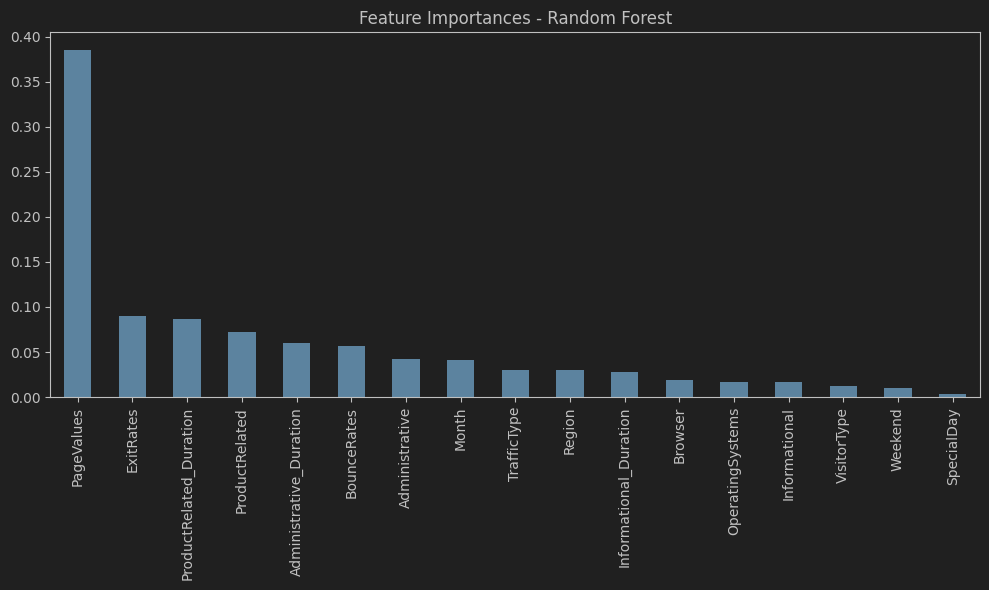 Feature Importances - Random Forest
0.40
0.35
0.30
0.25
0.20
0.15
0.10
0.05
0.00
PageValues
ExitRates
ProductRelated_Duration
ProductRelated
Administrative_Duration
BounceRates
Administrative
Month
TrafficType
Region
Informational_Duration
Browser
OperatingSystems
Informational
VisitorType
Weekend
SpecialDay